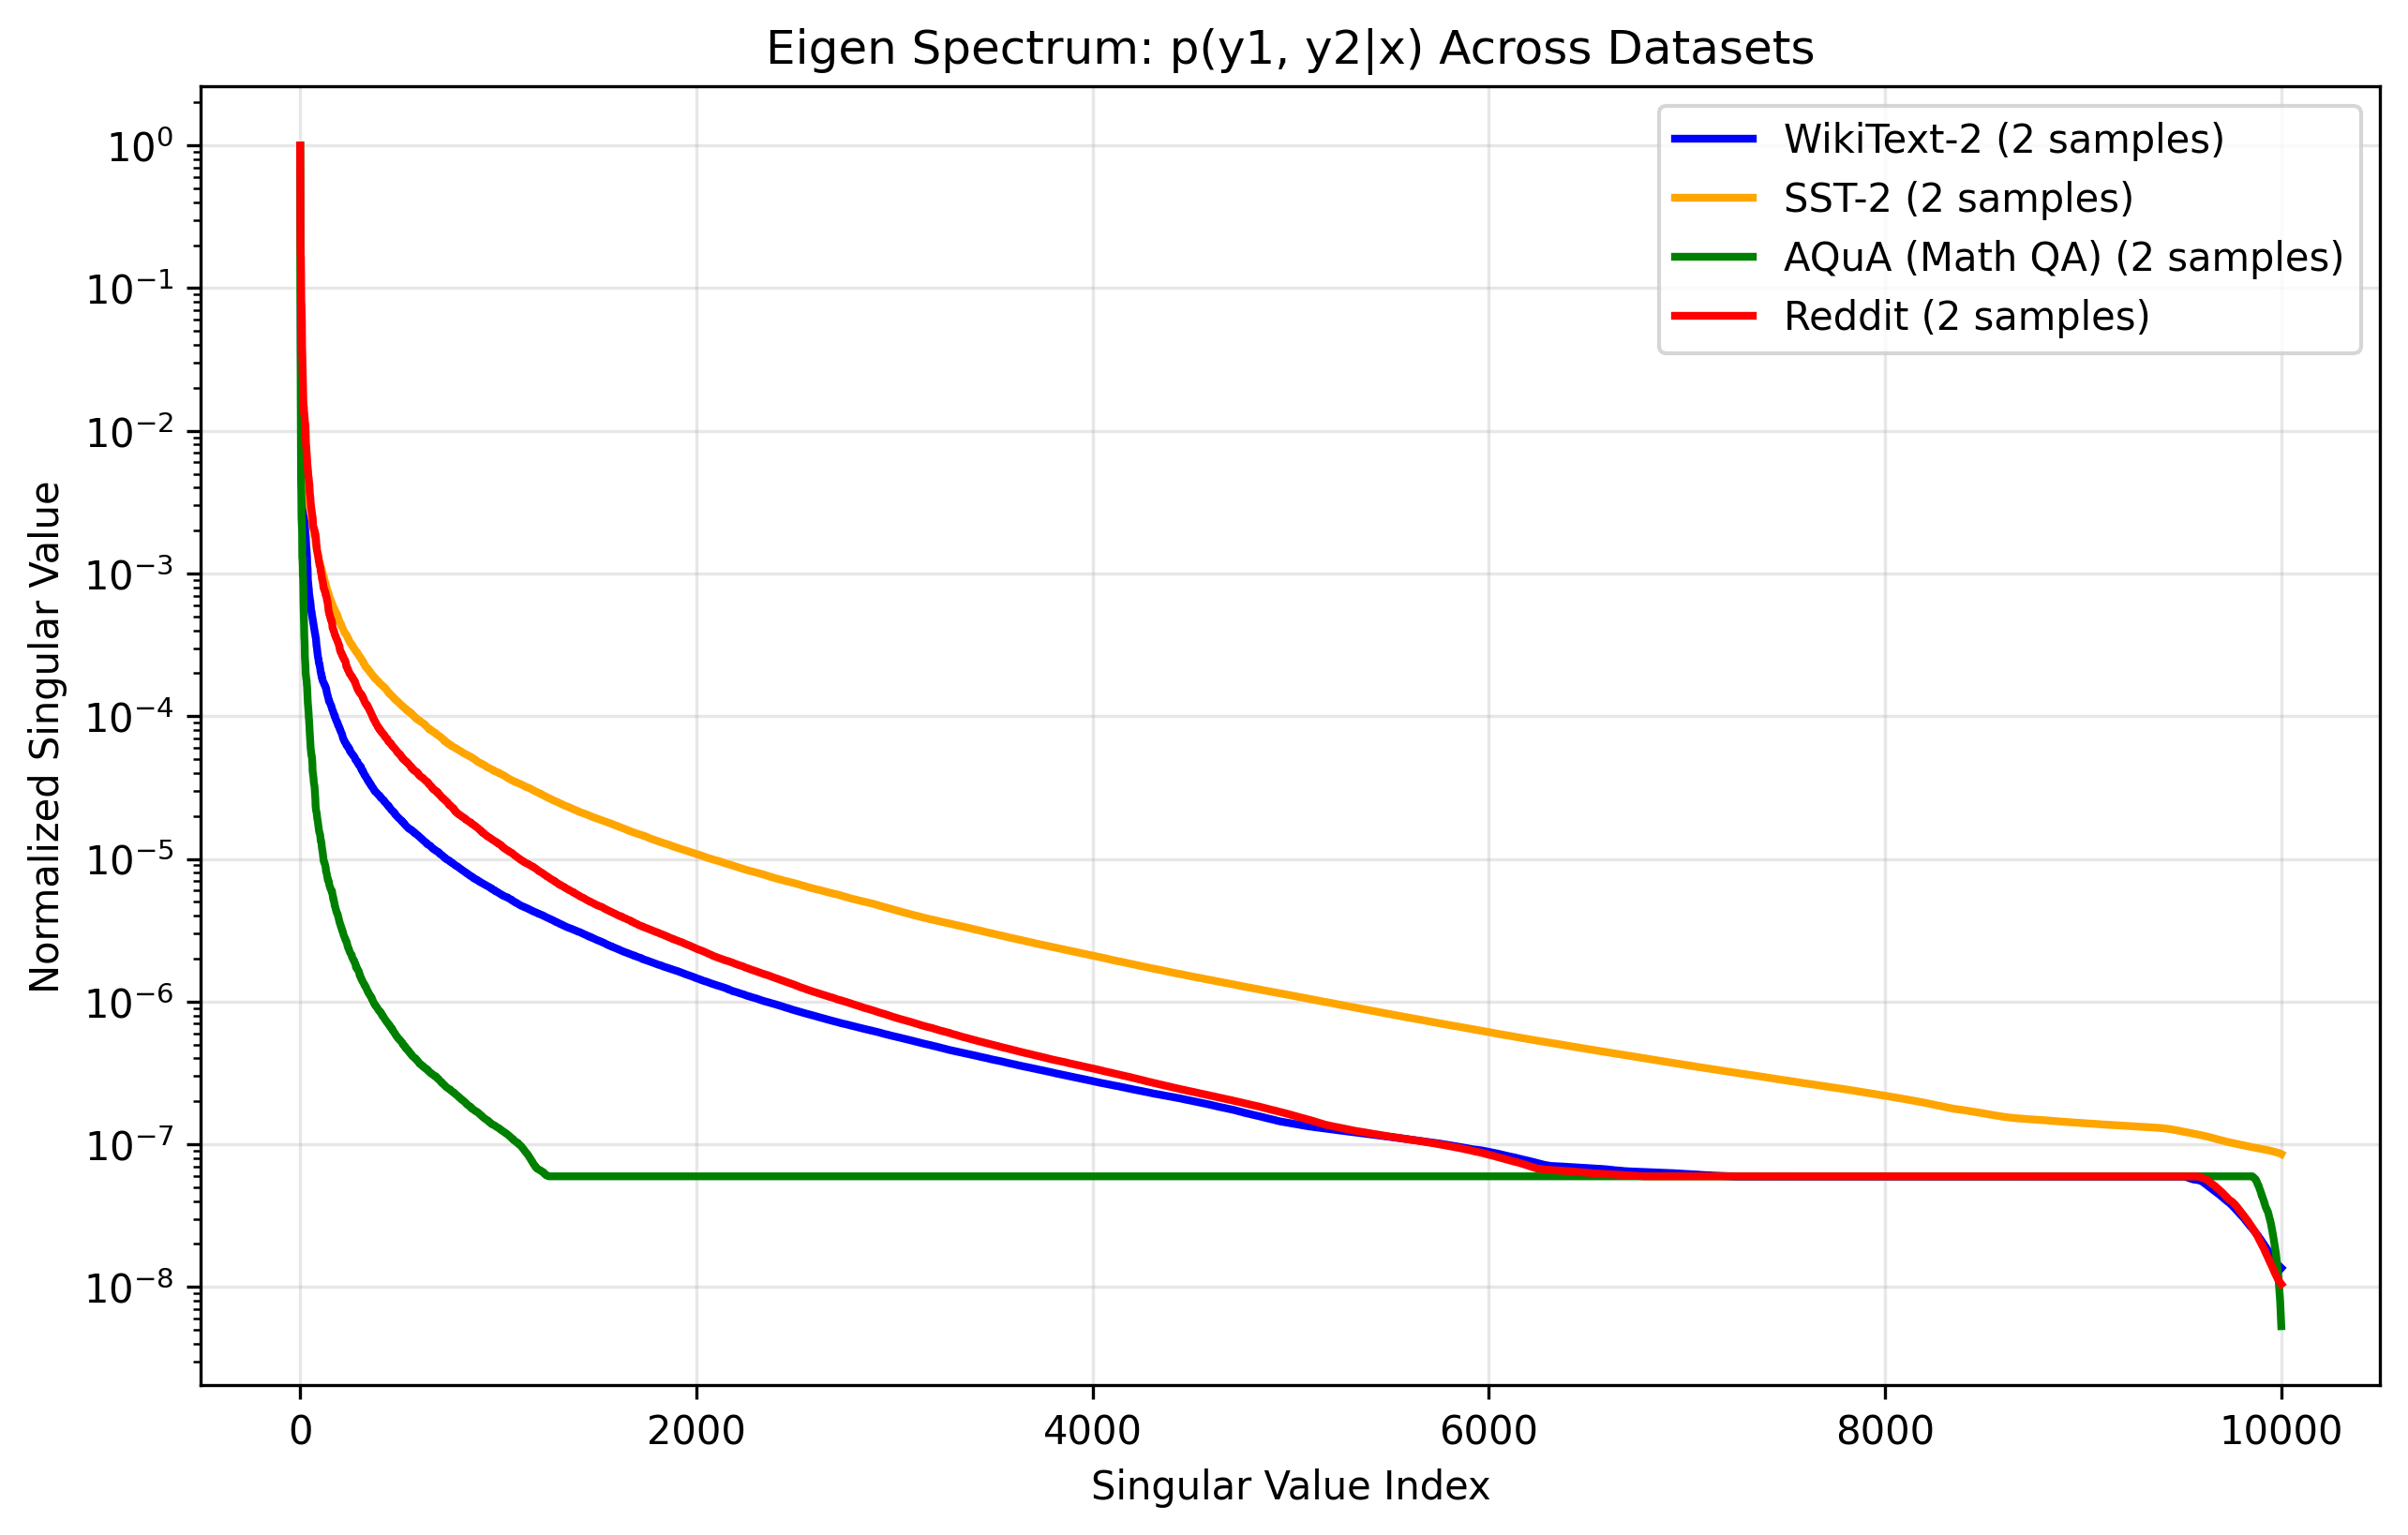 Eigen Spectrum: p(y1, y2|x) Across Datasets
WikiText-2 (2 samples)
SST-2 (2 samples)
AQuA (Math QA) (2 samples)
Reddit (2 samples)
Normalized Singular Value
10⁰
10⁻¹
10⁻²
10⁻³
10⁻⁴
10⁻⁵
10⁻⁶
10⁻⁷
10⁻⁸
0 2000 4000 6000 8000 10000
Singular Value Index